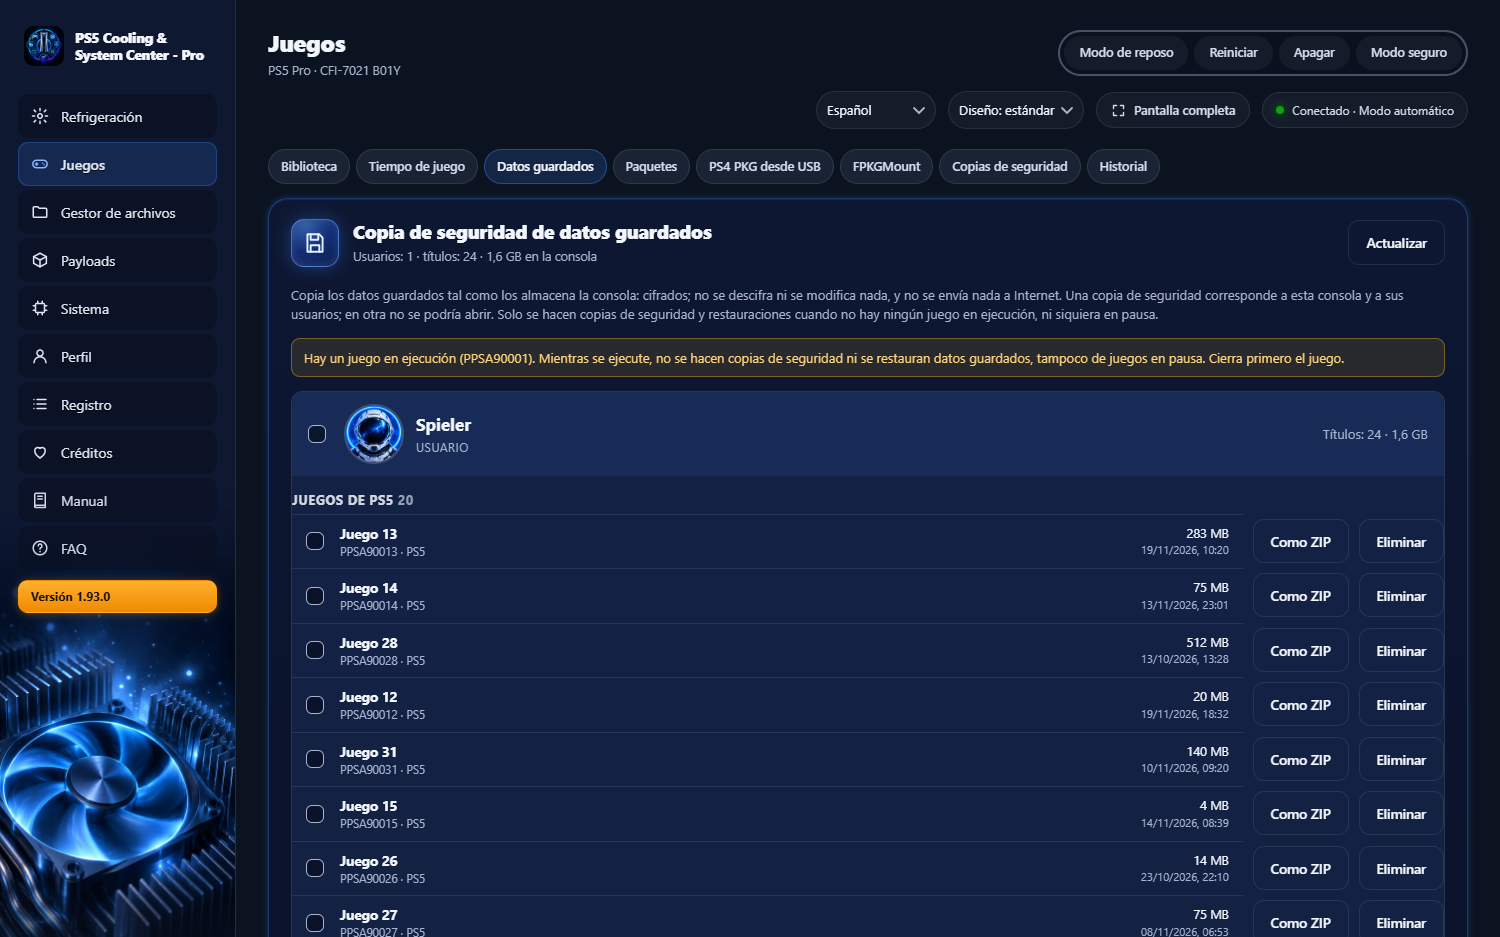 PS5 Cooling &
System Center - Pro
Refrigeración
Juegos
Gestor de archivos
Payloads
Sistema
Perfil
Registro
Créditos
Manual
FAQ
Versión 1.93.0
Juegos
PS5 Pro · CFI-7021 B01Y
Modo de reposo
Reiniciar
Apagar
Modo seguro
Español
Diseño: estándar
Pantalla completa
Conectado · Modo automático
Biblioteca
Tiempo de juego
Datos guardados
Paquetes
PS4 PKG desde USB
FPKGMount
Copias de seguridad
Historial
Copia de seguridad de datos guardados
Usuarios: 1 · títulos: 24 · 1,6 GB en la consola
Actualizar
Copia los datos guardados tal como los almacena la consola: cifrados; no se descifra ni se modifica nada, y no se envía nada a Internet. Una copia de seguridad corresponde a esta consola y a sus
usuarios; en otra no se podría abrir. Solo se hacen copias de seguridad y restauraciones cuando no hay ningún juego en ejecución, ni siquiera en pausa.
Hay un juego en ejecución (PPSA90001). Mientras se ejecute, no se hacen copias de seguridad ni se restauran datos guardados, tampoco de juegos en pausa. Cierra primero el juego.
Spieler
USUARIO
Títulos: 24 · 1,6 GB
JUEGOS DE PS5 20
Juego 13
PPSA90013 · PS5
283 MB
19/11/2026, 10:20
Como ZIP
Eliminar
Juego 14
PPSA90014 · PS5
75 MB
13/11/2026, 23:01
Como ZIP
Eliminar
Juego 28
PPSA90028 · PS5
512 MB
13/10/2026, 13:28
Como ZIP
Eliminar
Juego 12
PPSA90012 · PS5
20 MB
19/11/2026, 18:32
Como ZIP
Eliminar
Juego 31
PPSA90031 · PS5
140 MB
10/11/2026, 09:20
Como ZIP
Eliminar
Juego 15
PPSA90015 · PS5
4 MB
14/11/2026, 08:39
Como ZIP
Eliminar
Juego 26
PPSA90026 · PS5
14 MB
23/10/2026, 22:10
Como ZIP
Eliminar
Juego 27
PPSA90027 · PS5
75 MB
08/11/2026, 06:53
Como ZIP
Eliminar